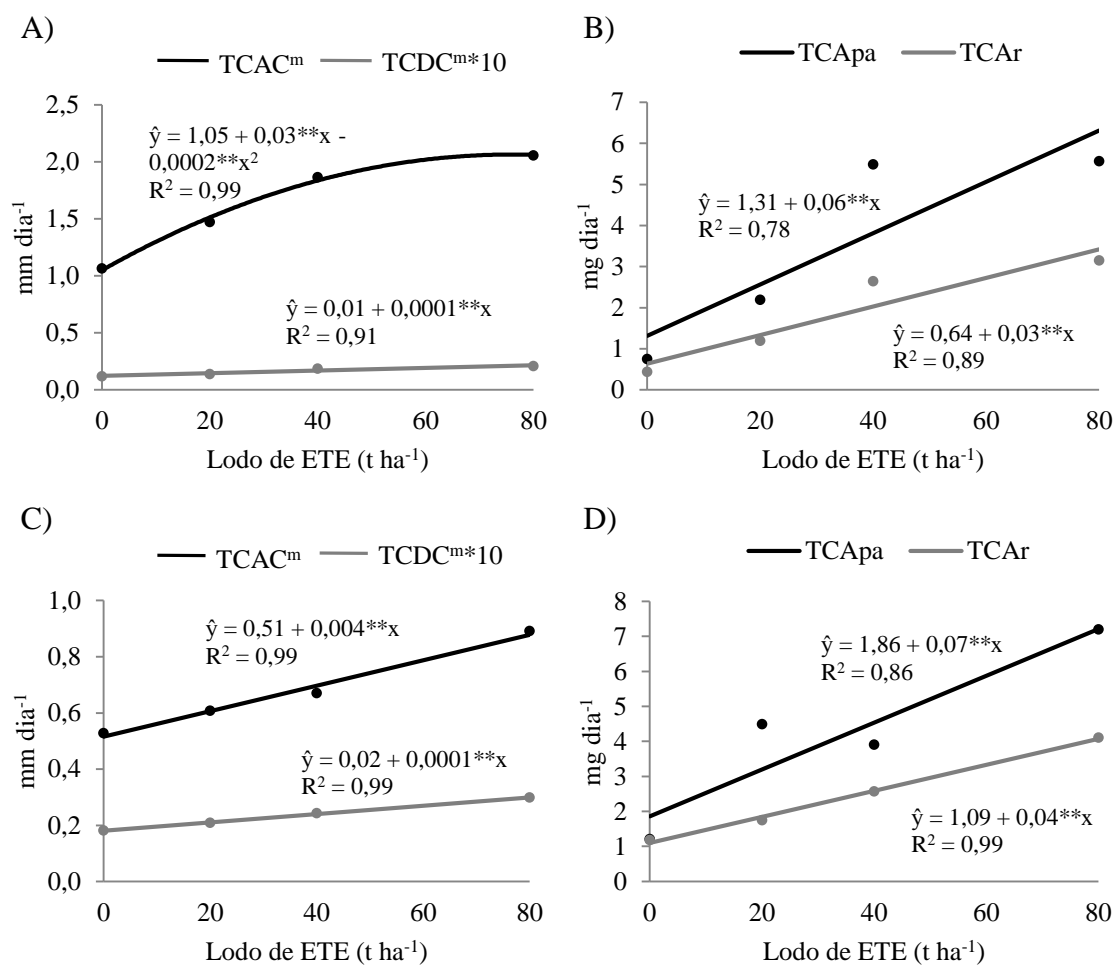 A)
TCACᵐ TCDCᵐ*10
2,5
2,0
1,5
1,0
0,5
0,0
mm dia⁻¹
ŷ = 1,05 + 0,03**x -
0,0002**x²
R² = 0,99
ŷ = 0,01 + 0,0001**x
R² = 0,91
0 20 40 60 80
Lodo de ETE (t ha⁻¹)
B)
TCApa TCAr
7
6
5
4
3
2
1
0
mg dia⁻¹
ŷ = 1,31 + 0,06**x
R² = 0,78
ŷ = 0,64 + 0,03**x
R² = 0,89
0 20 40 60 80
Lodo de ETE (t ha⁻¹)
C)
TCACᵐ TCDCᵐ*10
1,0
0,8
0,6
0,4
0,2
0,0
mm dia⁻¹
ŷ = 0,51 + 0,004**x
R² = 0,99
ŷ = 0,02 + 0,0001**x
R² = 0,99
0 20 40 60 80
Lodo de ETE (t ha⁻¹)
D)
TCApa TCAr
8
7
6
5
4
3
2
1
0
mg dia⁻¹
ŷ = 1,86 + 0,07**x
R² = 0,86
ŷ = 1,09 + 0,04**x
R² = 0,99
0 20 40 60 80
Lodo de ETE (t ha⁻¹)